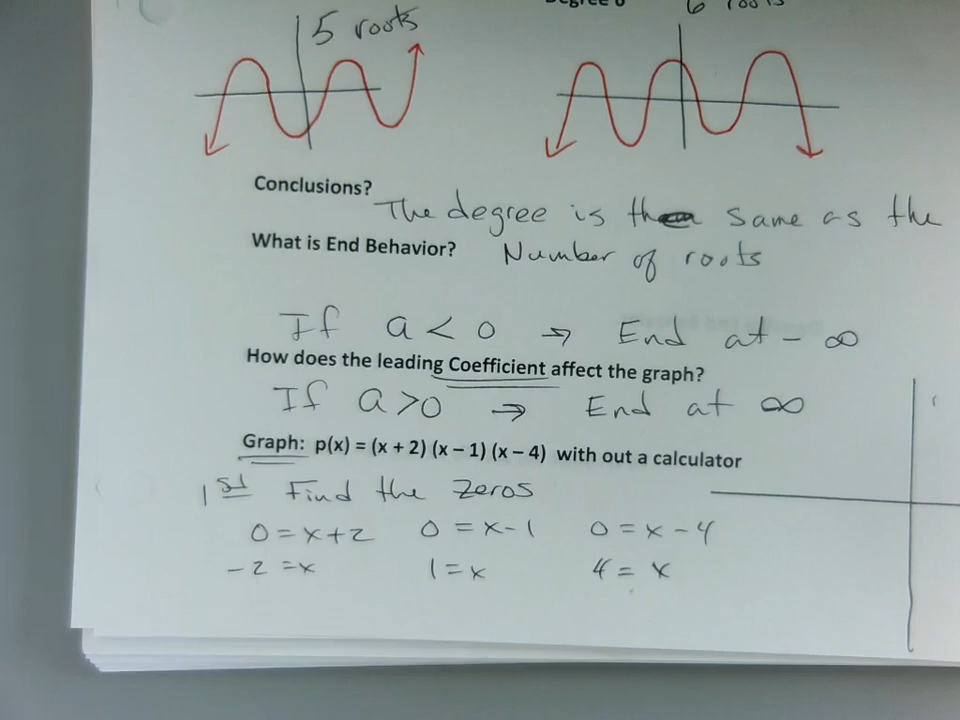 6 roots
5 roots
Conclusions?
The degree is the same as the
What is End Behavior? Number of roots
If a < 0 → End at - ∞
How does the leading Coefficient affect the graph?
If a > 0 → End at ∞
Graph: p(x) = (x + 2) (x – 1) (x – 4) with out a calculator
1st Find the zeros
0 = x+2 0 = x-1 0 = x - 4
-2 = x 1 = x 4 = x